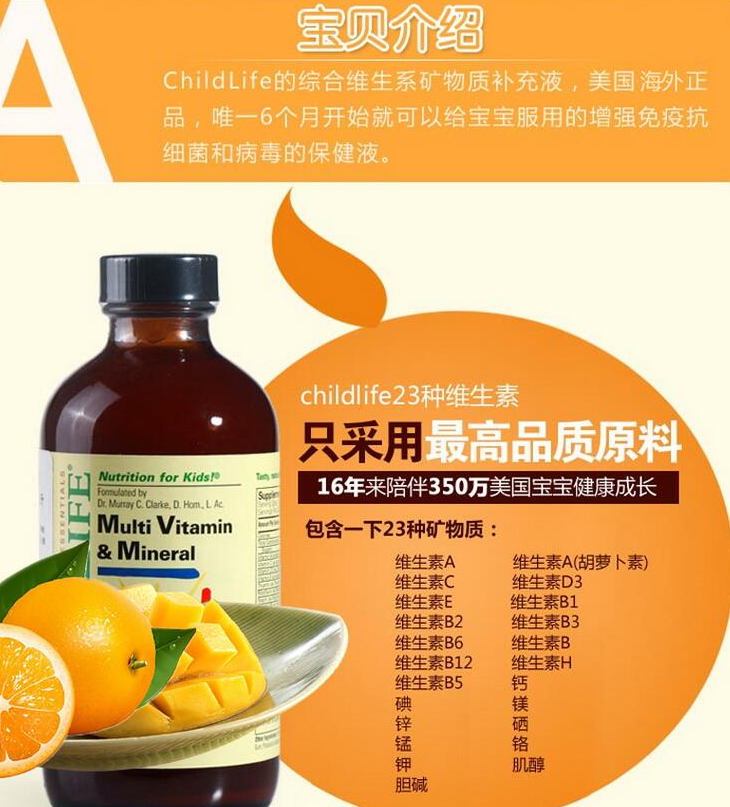 宝贝介绍
ChildLife的综合维生系矿物质补充液，美国海外正
品，唯一6个月开始就可以给宝宝服用的增强免疫抗
细菌和病毒的保健液。
childlife23种维生素
只采用最高品质原料
16年来陪伴350万美国宝宝健康成长
包含一下23种矿物质：
维生素A 维生素A(胡萝卜素)
维生素C 维生素D3
维生素E 维生素B1
维生素B2 维生素B3
维生素B6 维生素B
维生素B12 维生素H
维生素B5 钙
碘 镁
锌 硒
锰 铬
钾 肌醇
胆碱
ESSENTIALS
LIFE
Nutrition for Kids!®
Formulated by
Dr. Murray C. Clarke, D. Hom., L. Ac.
Multi Vitamin
& Mineral